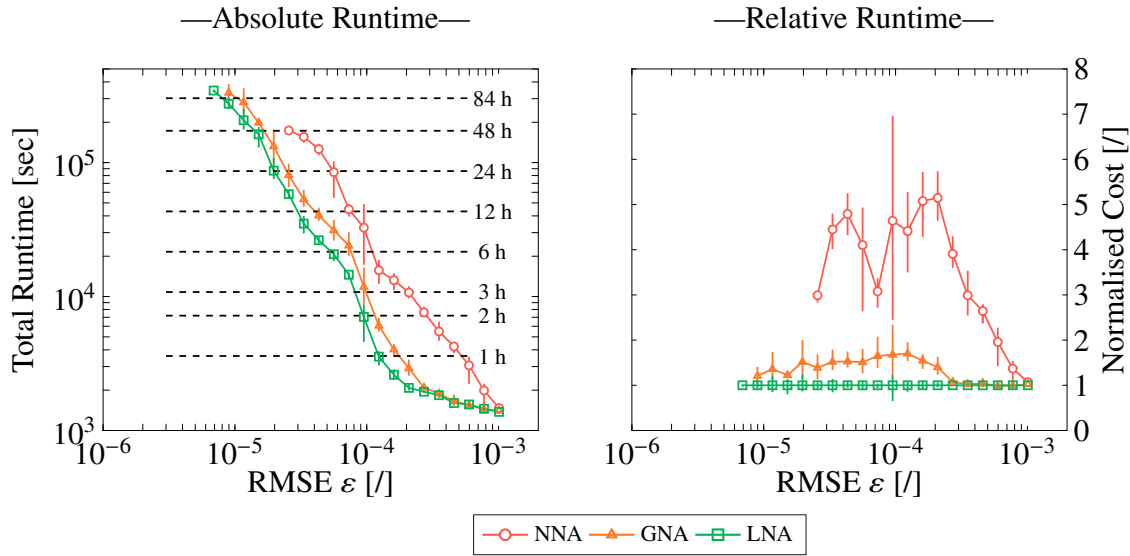 —Absolute Runtime—
—Relative Runtime—
Total Runtime [sec]
10^5
10^4
10^3
84 h
48 h
24 h
12 h
6 h
3 h
2 h
1 h
10^-6
10^-5
10^-4
10^-3
RMSE ε [/]
8
7
6
5
4
3
2
1
0
Normalised Cost [/]
10^-6
10^-5
10^-4
10^-3
RMSE ε [/]
NNA GNA LNA